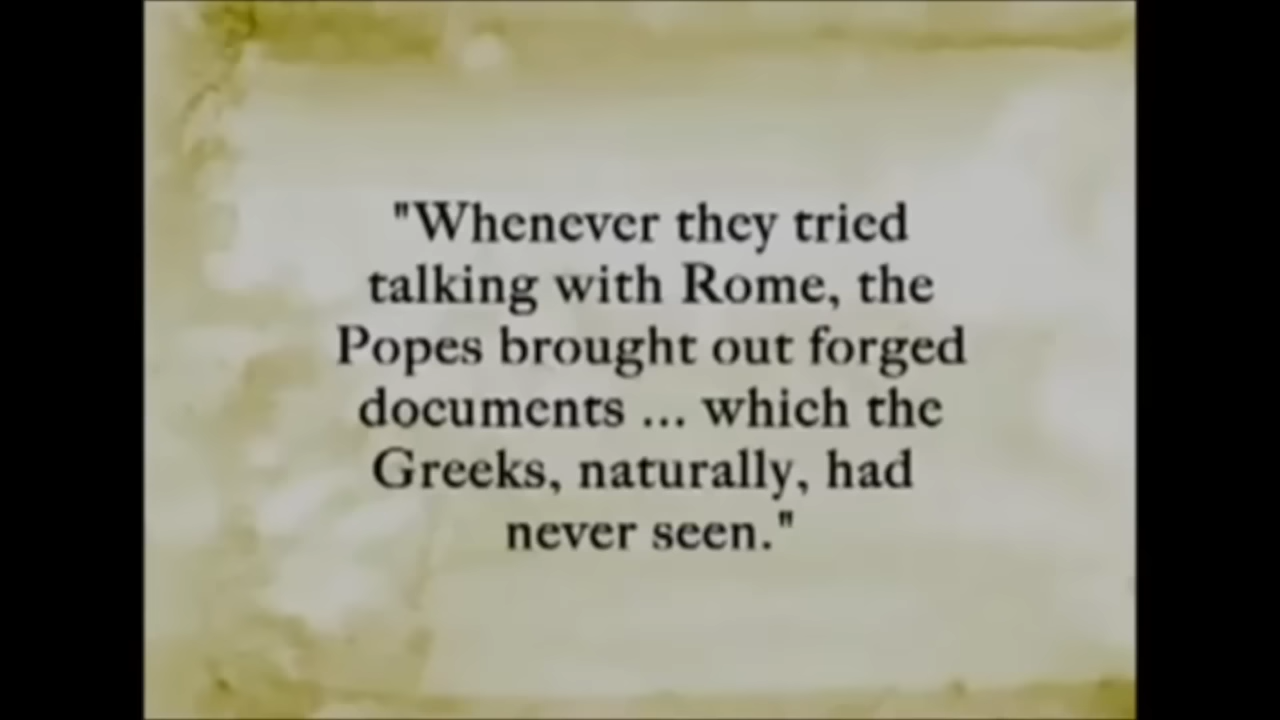 "Whenever they tried
talking with Rome, the
Popes brought out forged
documents ... which the
Greeks, naturally, had
never seen."